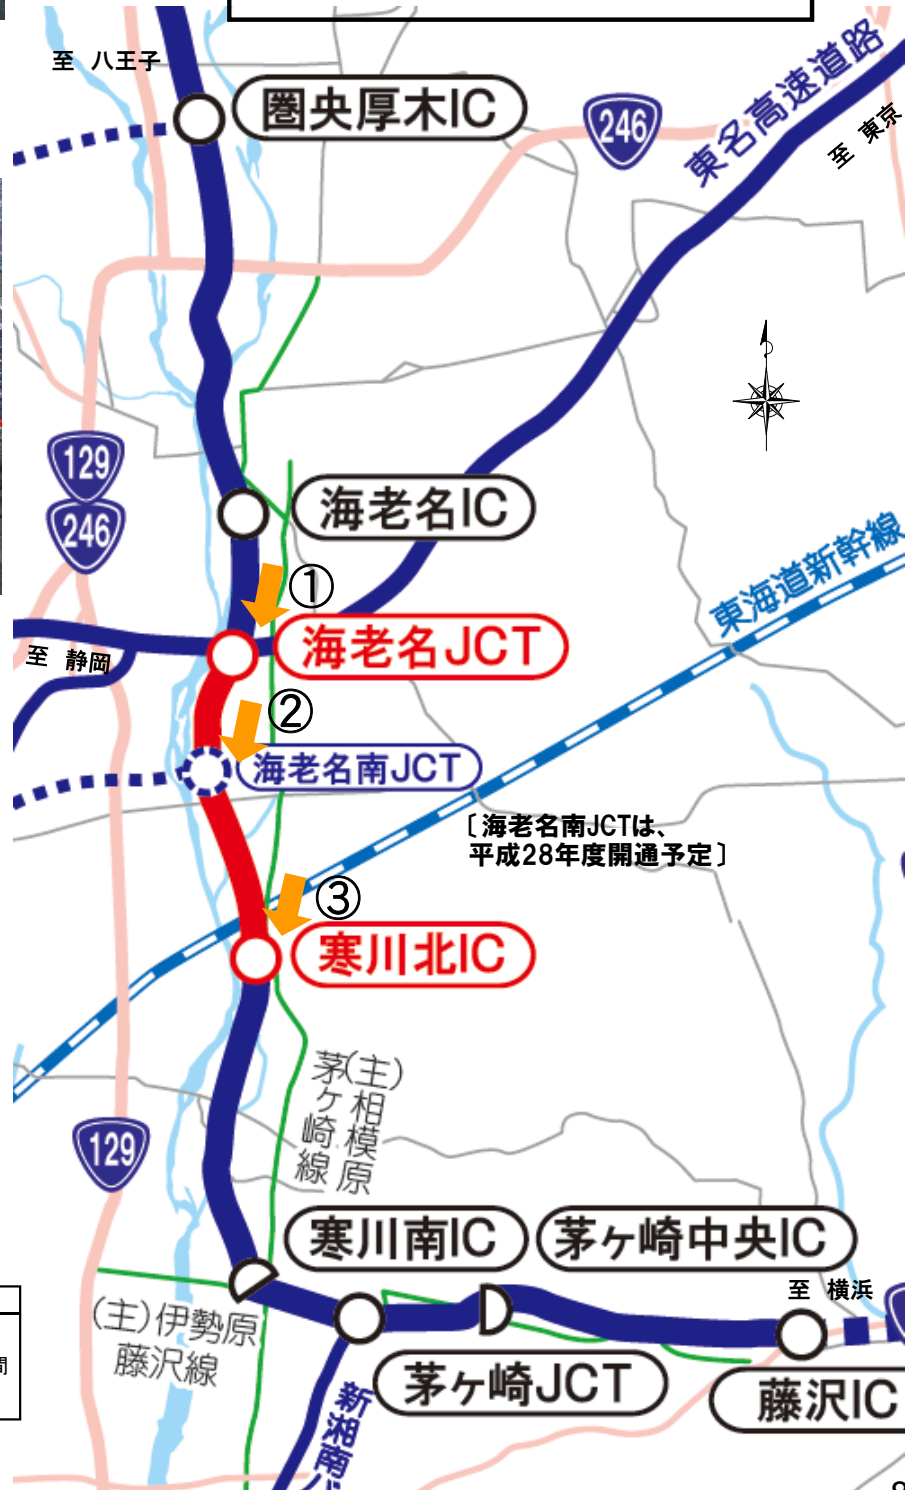 至 八王子
圏央厚木IC
246
東名高速道路
至 東京
129
246
海老名IC
①
東海道新幹線
海老名JCT
至 静岡
②
海老名南JCT
〔海老名南JCTは、
平成28年度開通予定〕
③
寒川北IC
(主)相模原
茅ヶ崎線
129
寒川南IC
茅ヶ崎中央IC
至 横浜
(主)伊勢原
藤沢線
間
茅ヶ崎JCT
藤沢IC
新湘南バ